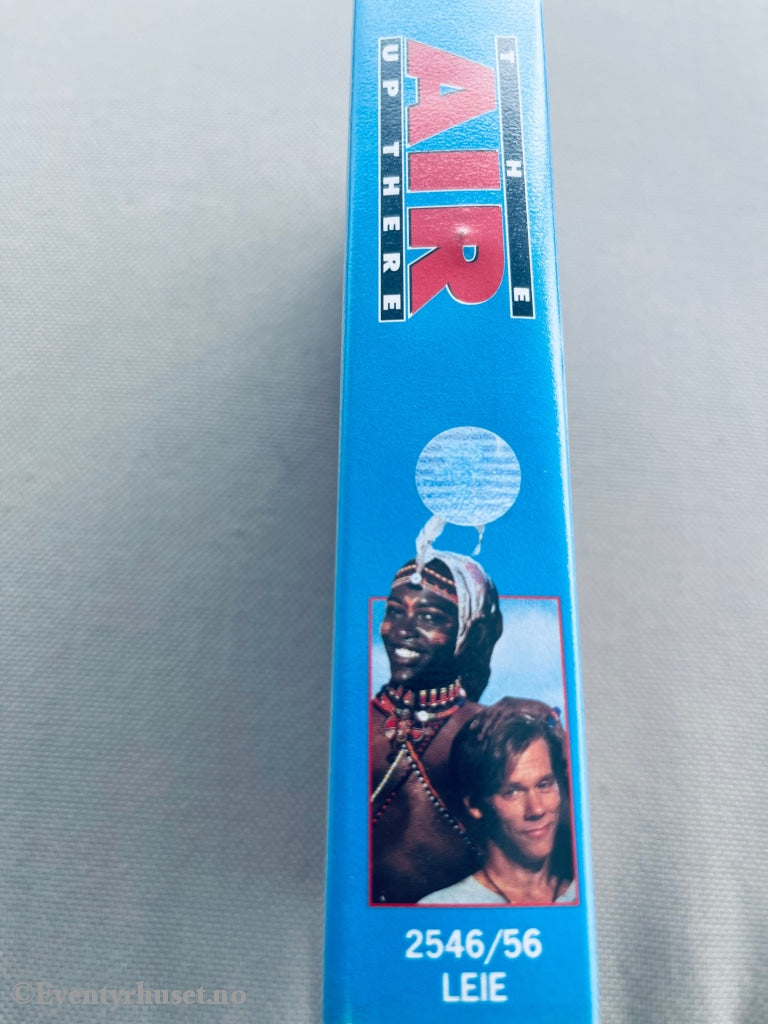 THE
AIR
UP THERE
2546/56
LEIE
©Eventyrhuset.no